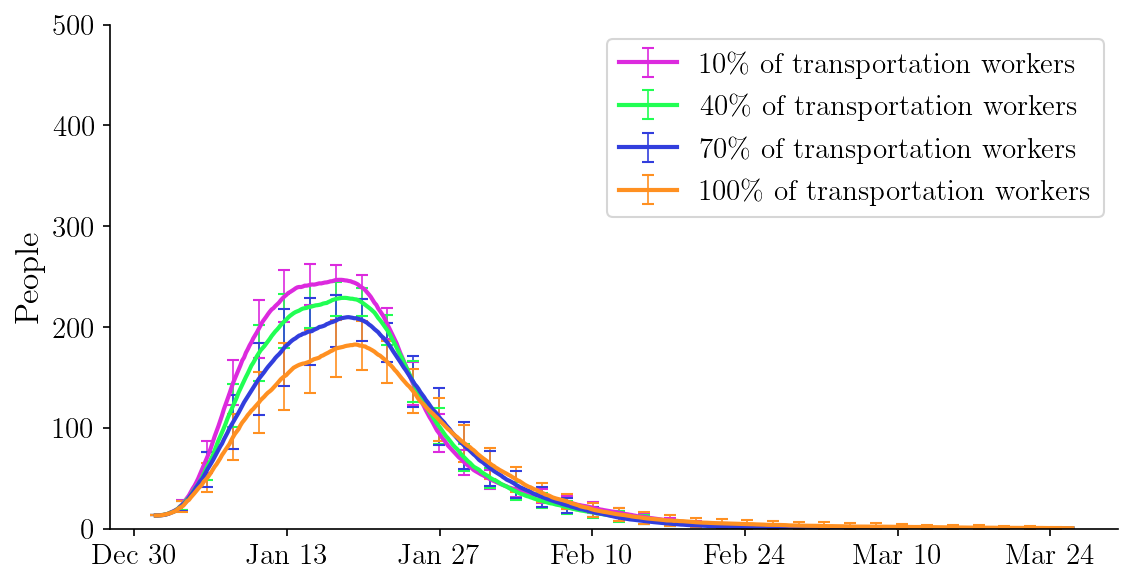 500
400
300
200
100
0
People
10% of transportation workers
40% of transportation workers
70% of transportation workers
100% of transportation workers
Dec 30 Jan 13 Jan 27 Feb 10 Feb 24 Mar 10 Mar 24